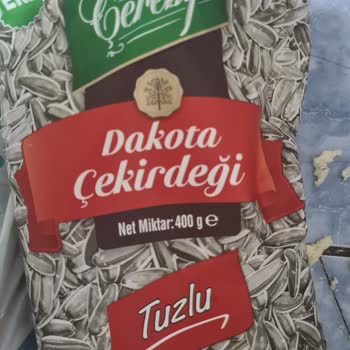 Dakota
Çekirdeği
Net Miktar: 400 g ℮
Tuzlu